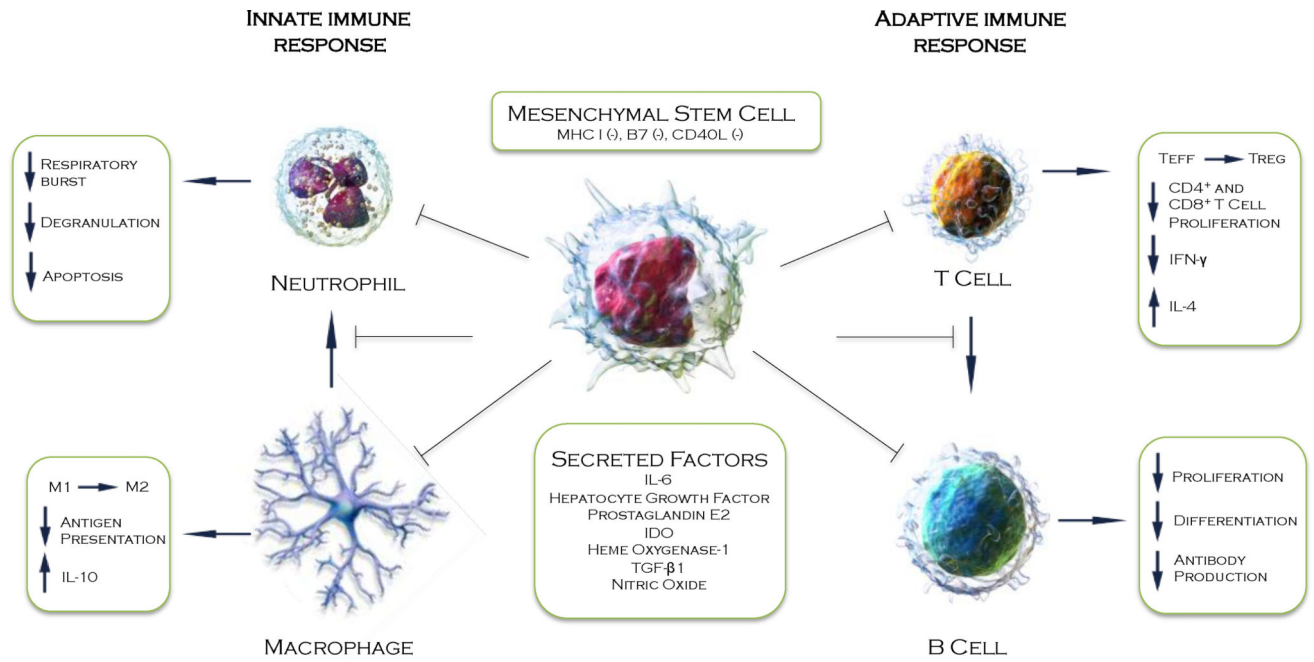 INNATE IMMUNE
RESPONSE
ADAPTIVE IMMUNE
RESPONSE
MESENCHYMAL STEM CELL
MHC I (-), B7 (-), CD40L (-)
RESPIRATORY
BURST
DEGRANULATION
APOPTOSIS
NEUTROPHIL
T CELL
TEFF
TREG
CD4⁺ AND
CD8⁺ T CELL
PROLIFERATION
IFN-γ
IL-4
M1
M2
ANTIGEN
PRESENTATION
IL-10
MACROPHAGE
SECRETED FACTORS
IL-6
HEPATOCYTE GROWTH FACTOR
PROSTAGLANDIN E2
IDO
HEME OXYGENASE-1
TGF-β1
NITRIC OXIDE
B CELL
PROLIFERATION
DIFFERENTIATION
ANTIBODY
PRODUCTION